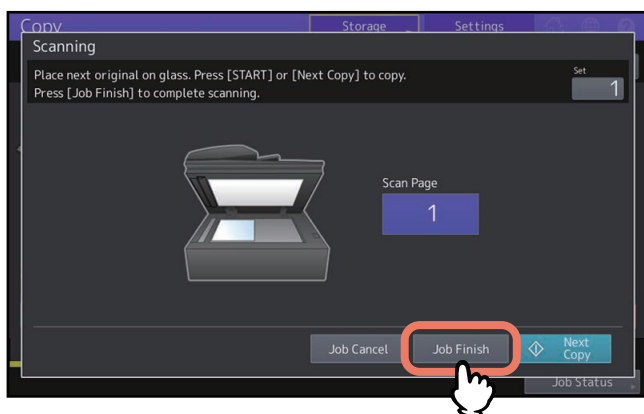 Copy
Storage
Settings
Scanning
Place next original on glass. Press [START] or [Next Copy] to copy.
Press [Job Finish] to complete scanning.
Set
1
Scan Page
1
Job Cancel
Job Finish
Next
Copy
Job Status